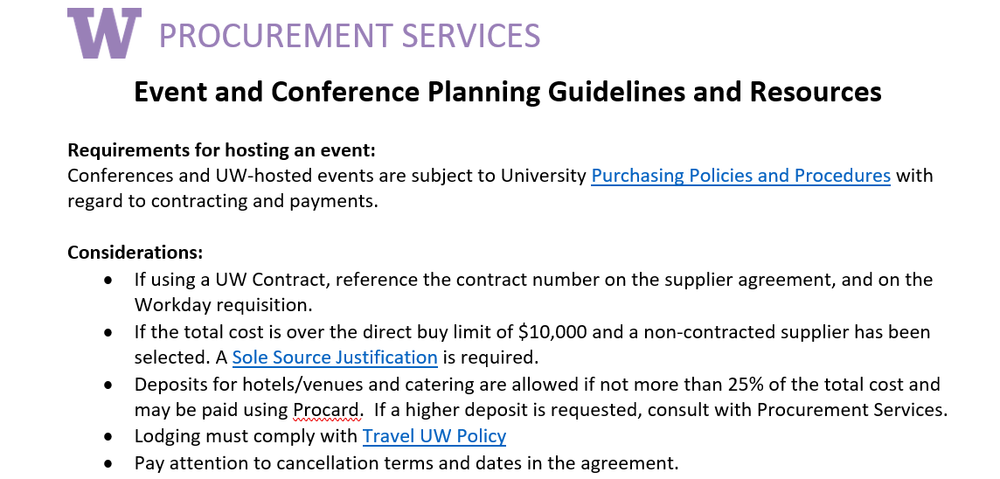 W PROCUREMENT SERVICES
Event and Conference Planning Guidelines and Resources
Requirements for hosting an event:
Conferences and UW-hosted events are subject to University Purchasing Policies and Procedures with
regard to contracting and payments.
Considerations:
• If using a UW Contract, reference the contract number on the supplier agreement, and on the
Workday requisition.
• If the total cost is over the direct buy limit of $10,000 and a non-contracted supplier has been
selected. A Sole Source Justification is required.
• Deposits for hotels/venues and catering are allowed if not more than 25% of the total cost and
may be paid using Procard.  If a higher deposit is requested, consult with Procurement Services.
• Lodging must comply with Travel UW Policy
• Pay attention to cancellation terms and dates in the agreement.